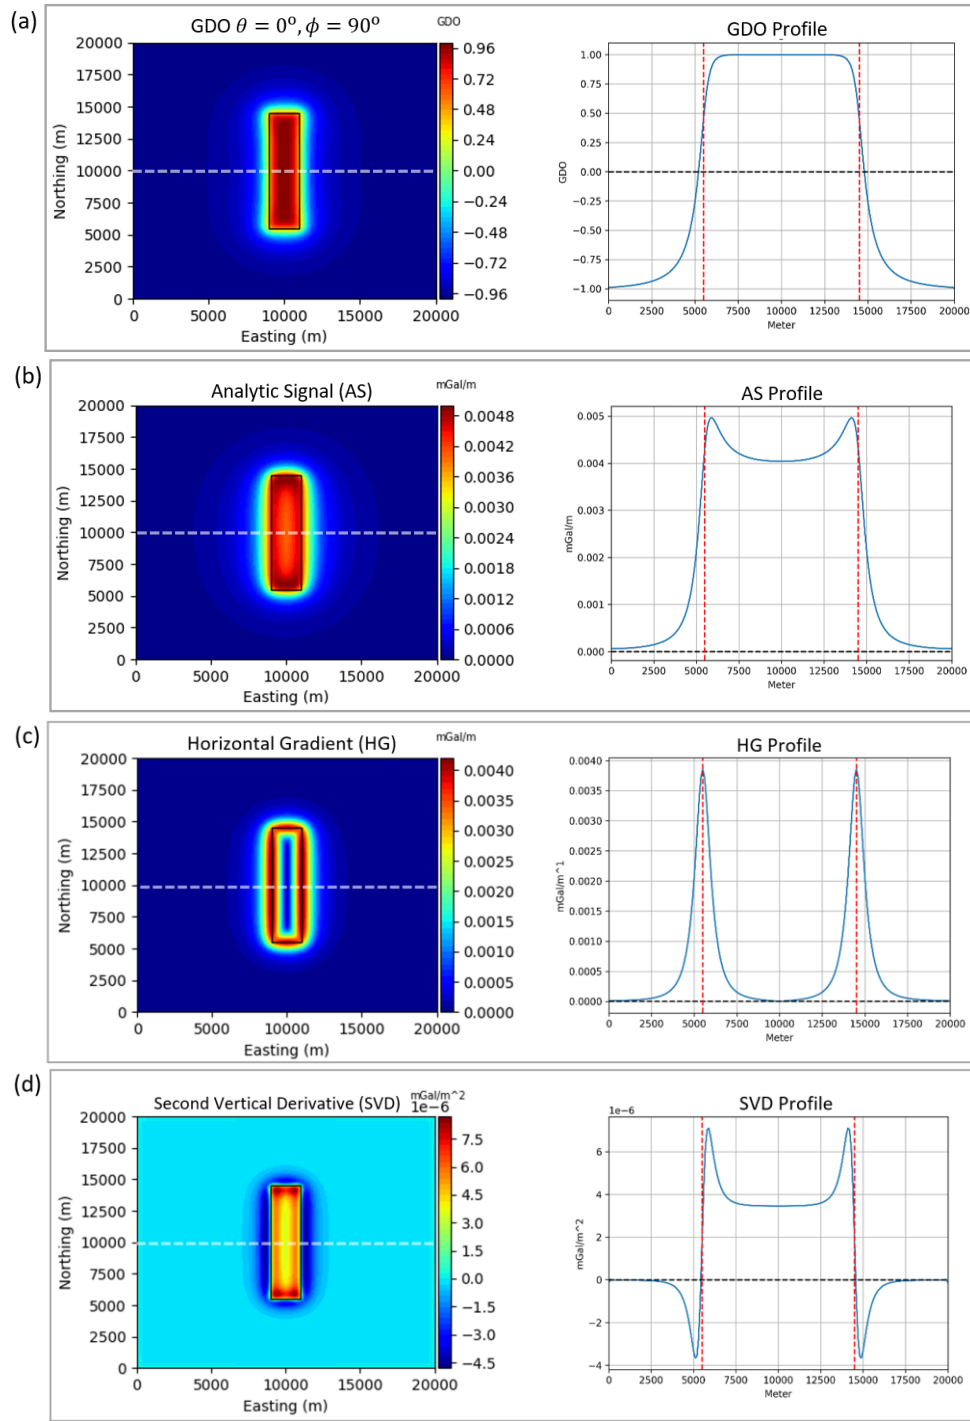 (a)
GDO θ = 0º, ϕ = 90º
GDO
20000
17500
15000
12500
10000
7500
5000
2500
0
Northing (m)
0 5000 10000 15000 20000
Easting (m)
0.96
0.72
0.48
0.24
0.00
−0.24
−0.48
−0.72
−0.96
GDO Profile
1.00
0.75
0.50
0.25
0.00
−0.25
−0.50
−0.75
−1.00
GDO
0 2500 5000 7500 10000 12500 15000 17500 20000
Meter
(b)
Analytic Signal (AS)
mGal/m
20000
17500
15000
12500
10000
7500
5000
2500
0
Northing (m)
0 5000 10000 15000 20000
Easting (m)
0.0048
0.0042
0.0036
0.0030
0.0024
0.0018
0.0012
0.0006
0.0000
AS Profile
0.005
0.004
0.003
0.002
0.001
0.000
mGal/m
0 2500 5000 7500 10000 12500 15000 17500 20000
Meter
(c)
Horizontal Gradient (HG)
mGal/m
20000
17500
15000
12500
10000
7500
5000
2500
0
Northing (m)
0 5000 10000 15000 20000
Easting (m)
0.0040
0.0035
0.0030
0.0025
0.0020
0.0015
0.0010
0.0005
0.0000
HG Profile
0.0040
0.0035
0.0030
0.0025
0.0020
0.0015
0.0010
0.0005
0.0000
mGal/m^1
0 2500 5000 7500 10000 12500 15000 17500 20000
Meter
(d)
Second Vertical Derivative (SVD)
mGal/m^2
1e−6
20000
17500
15000
12500
10000
7500
5000
2500
0
Northing (m)
0 5000 10000 15000 20000
Easting (m)
7.5
6.0
4.5
3.0
1.5
0.0
−1.5
−3.0
−4.5
SVD Profile
1e−6
6
4
2
0
−2
−4
mGal/m^2
0 2500 5000 7500 10000 12500 15000 17500 20000
Meter